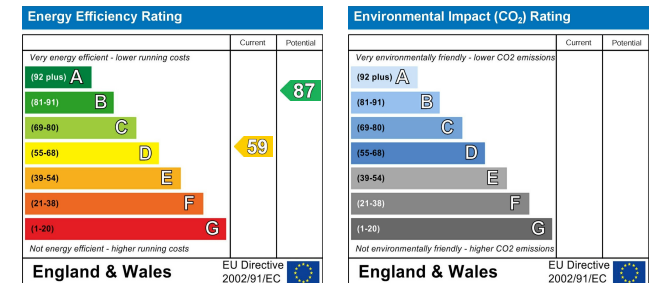 Energy Efficiency Rating
Current Potential
Very energy efficient - lower running costs
(92 plus) A
(81-91) B
87
(69-80) C
(55-68) D
59
(39-54) E
(21-38) F
(1-20) G
Not energy efficient - higher running costs
England & Wales
EU Directive
2002/91/EC
Environmental Impact (CO₂) Rating
Current Potential
Very environmentally friendly - lower CO2 emissions
(92 plus) A
(81-91) B
(69-80) C
(55-68) D
(39-54) E
(21-38) F
(1-20) G
Not environmentally friendly - higher CO2 emissions
England & Wales
EU Directive
2002/91/EC